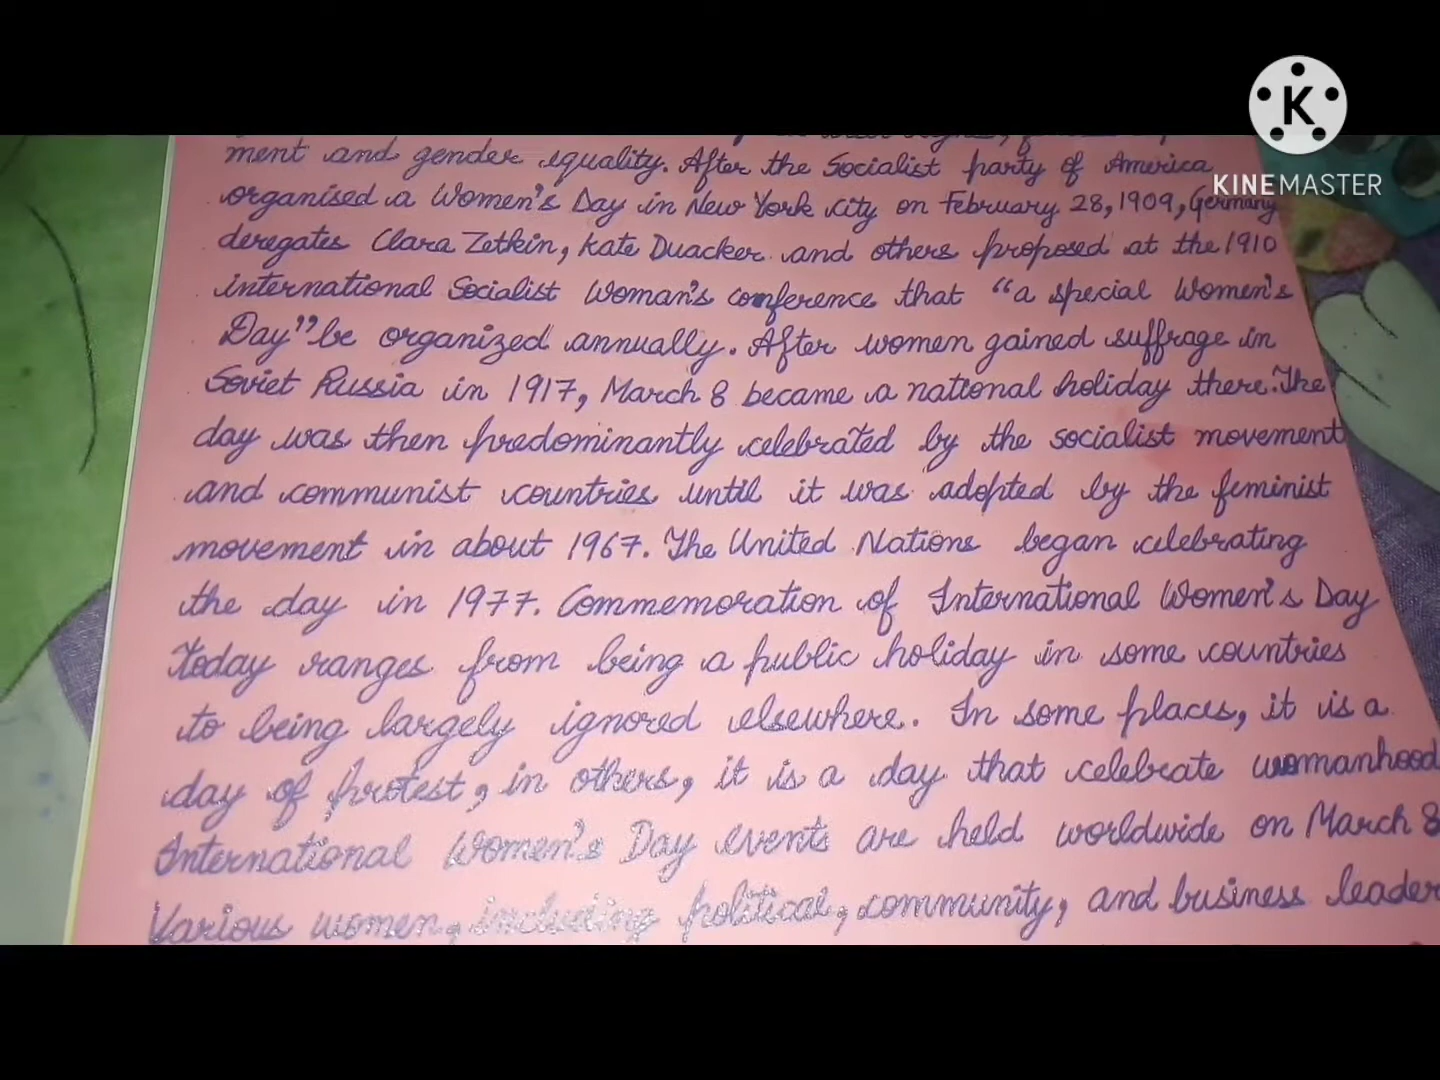 K
KINEMASTER
ment and gender equality. After the Socialist party of America
organised a Women's Day in New York city on February 28, 1909, Germany
deregates Clara Zetkin, Kate Duacker and others proposed at the 1910
international Socialist Woman's conference that "a special Women's
Day" be organized annually. After women gained suffrage in
Soviet Russia in 1917, March 8 became a national holiday there. The
day was then predominantly celebrated by the socialist movement
and communist countries until it was adopted by the feminist
movement in about 1967. The United Nations began celebrating
the day in 1977. Commemoration of International Women's Day
Today ranges from being a public holiday in some countries
to being largely ignored elsewhere. In some places, it is a
day of protest, in others, it is a day that celebrate womanhood
International Women's Day events are held worldwide on March 8
Various women, including political, community, and business leader